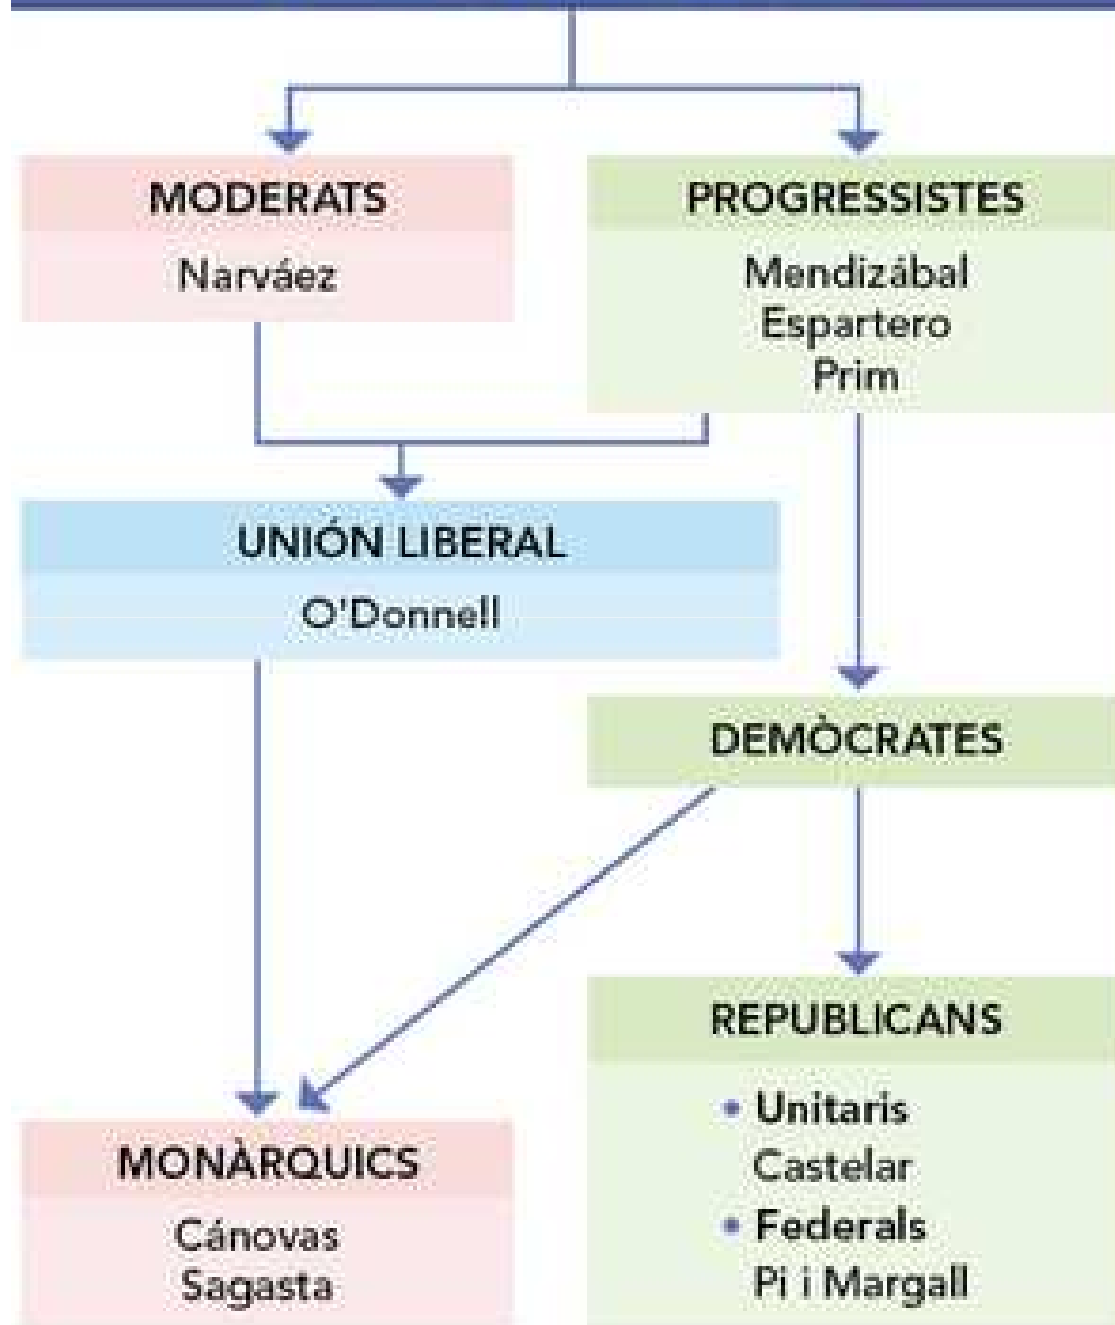 MODERATS
Narváez
PROGRESSISTES
Mendizábal
Espartero
Prim
UNIÓN LIBERAL
O'Donnell
DEMÒCRATES
REPUBLICANS
• Unitaris
Castelar
• Federals
Pi i Margall
MONÀRQUICS
Cánovas
Sagasta